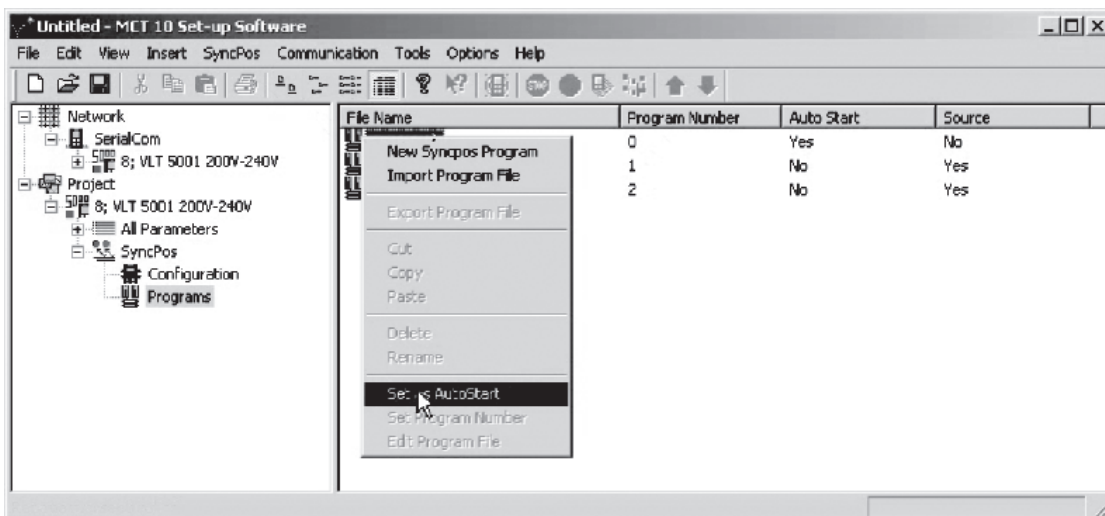 Untitled - MCT 10 Set-up Software
File Edit View Insert SyncPos Communication Tools Options Help
Network
SerialCom
8; VLT 5001 200V-240V
Project
8; VLT 5001 200V-240V
All Parameters
SyncPos
Configuration
Programs
File Name Program Number Auto Start Source
0 Yes No
1 No Yes
2 No Yes
New Syncpos Program
Import Program File
Export Program File
Cut
Copy
Paste
Delete
Rename
Set as AutoStart
Set Program Number
Edit Program File